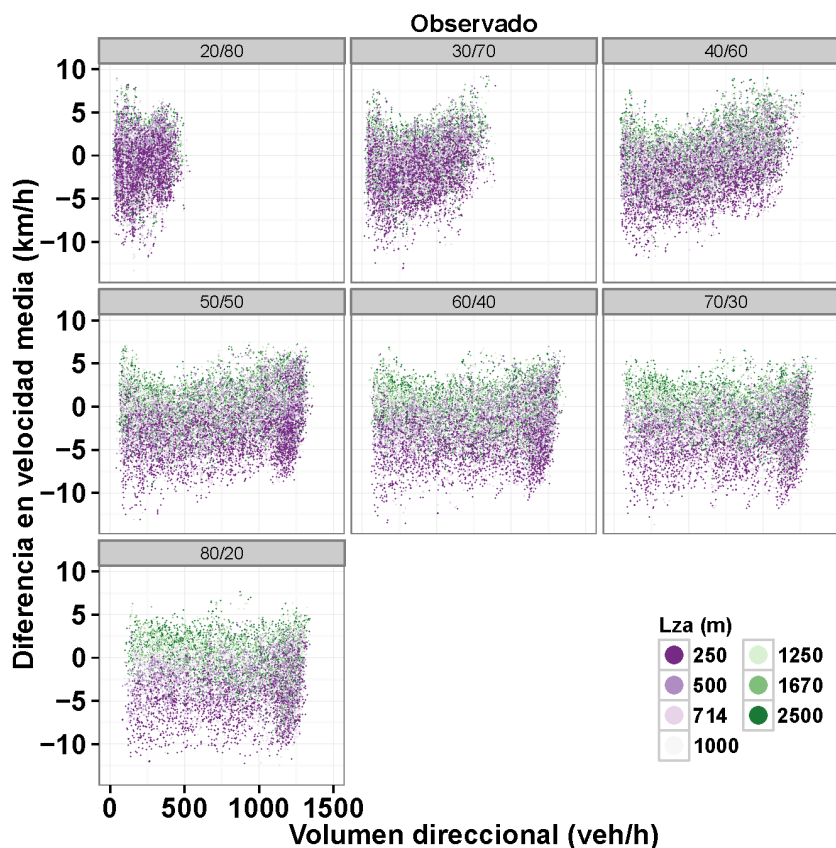 Observado
20/80 30/70 40/60
10
5
0
−5
−10
50/50 60/40 70/30
10
5
0
−5
−10
80/20
10
5
0
−5
−10
0 500 1000 1500
Diferencia en velocidad media (km/h)
Volumen direccional (veh/h)
Lza (m)
250 1250
500 1670
714 2500
1000